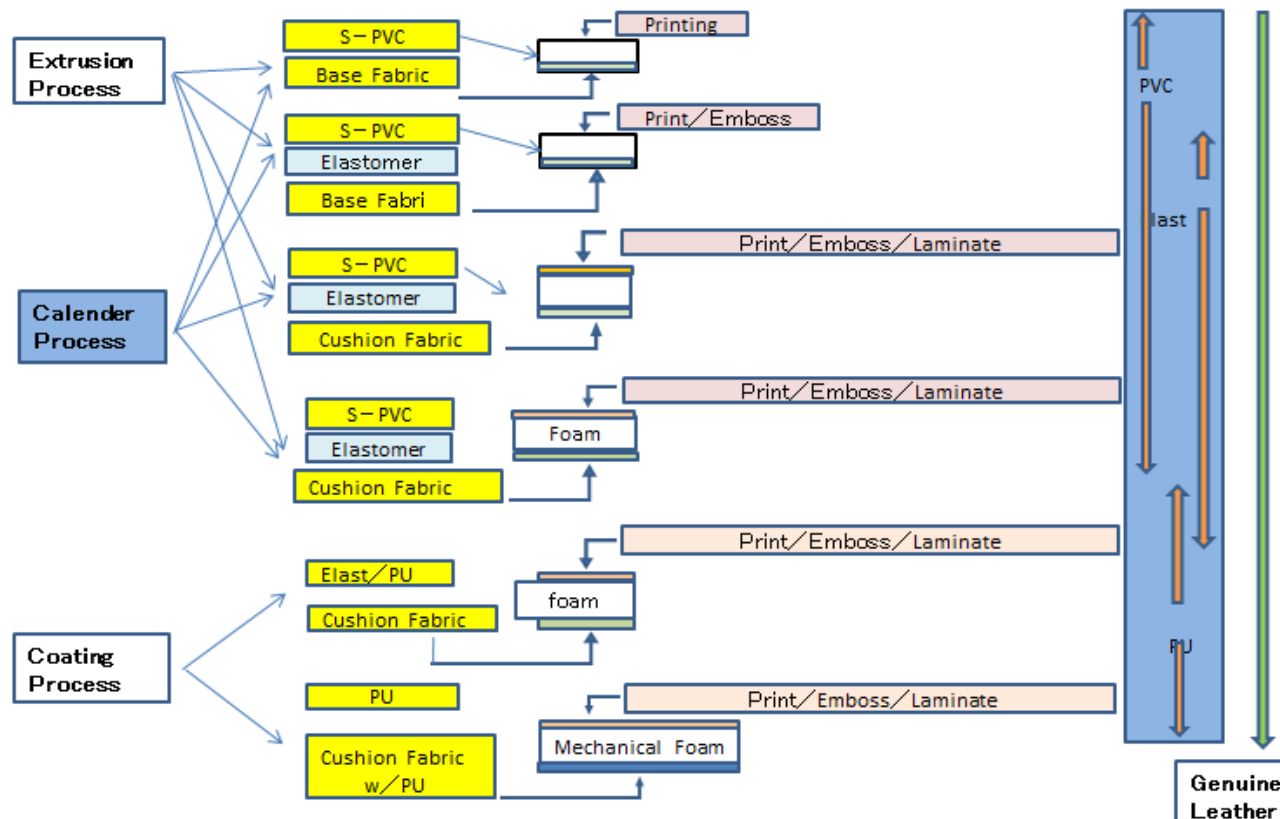 Printing
S-PVC
Extrusion
Process
Base Fabric
PVC
Print/Emboss
S-PVC
Elastomer
Base Fabri
Elast
Print/Emboss/Laminate
S-PVC
Elastomer
Calender
Process
Cushion Fabric
Print/Emboss/Laminate
S-PVC
Foam
Elastomer
Cushion Fabric
Print/Emboss/Laminate
Elast/PU
foam
Cushion Fabric
Coating
Process
PU
PU
Print/Emboss/Laminate
Mechanical Foam
Cushion Fabric
w/PU
Genuine
Leather